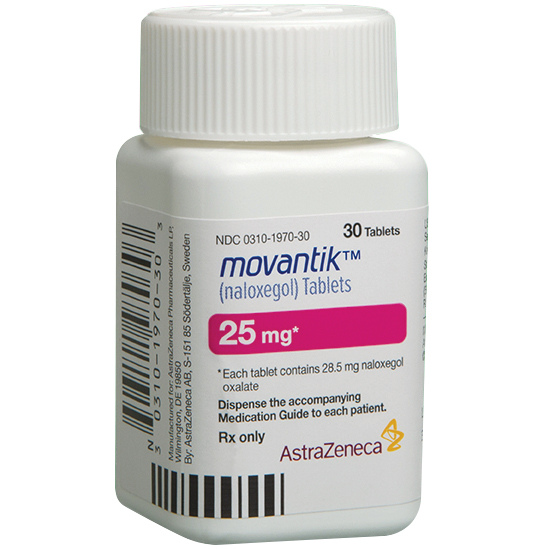 NDC 0310-1970-30
30 Tablets
movantik™
(naloxegol) Tablets
25 mg*
*Each tablet contains 28.5 mg naloxegol
oxalate
Dispense the accompanying
Medication Guide to each patient.
Rx only
AstraZeneca
N 3 0310-1970-30 3
Manufactured for: AstraZeneca Pharmaceuticals LP
Wilmington, DE 19850
By: AstraZeneca AB, S-151 85 Södertälje, Sweden